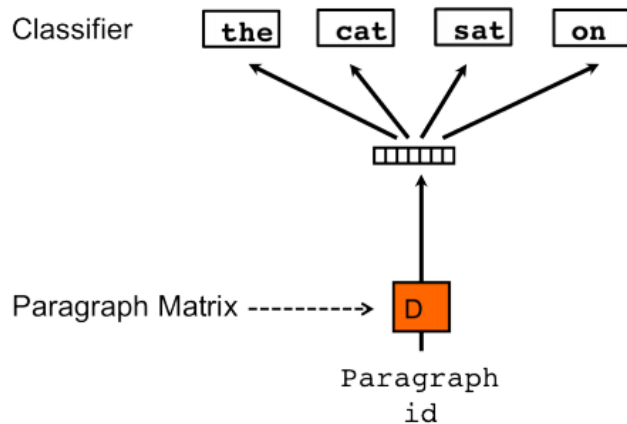 Classifier
the cat sat on
Paragraph Matrix
D
Paragraph
id